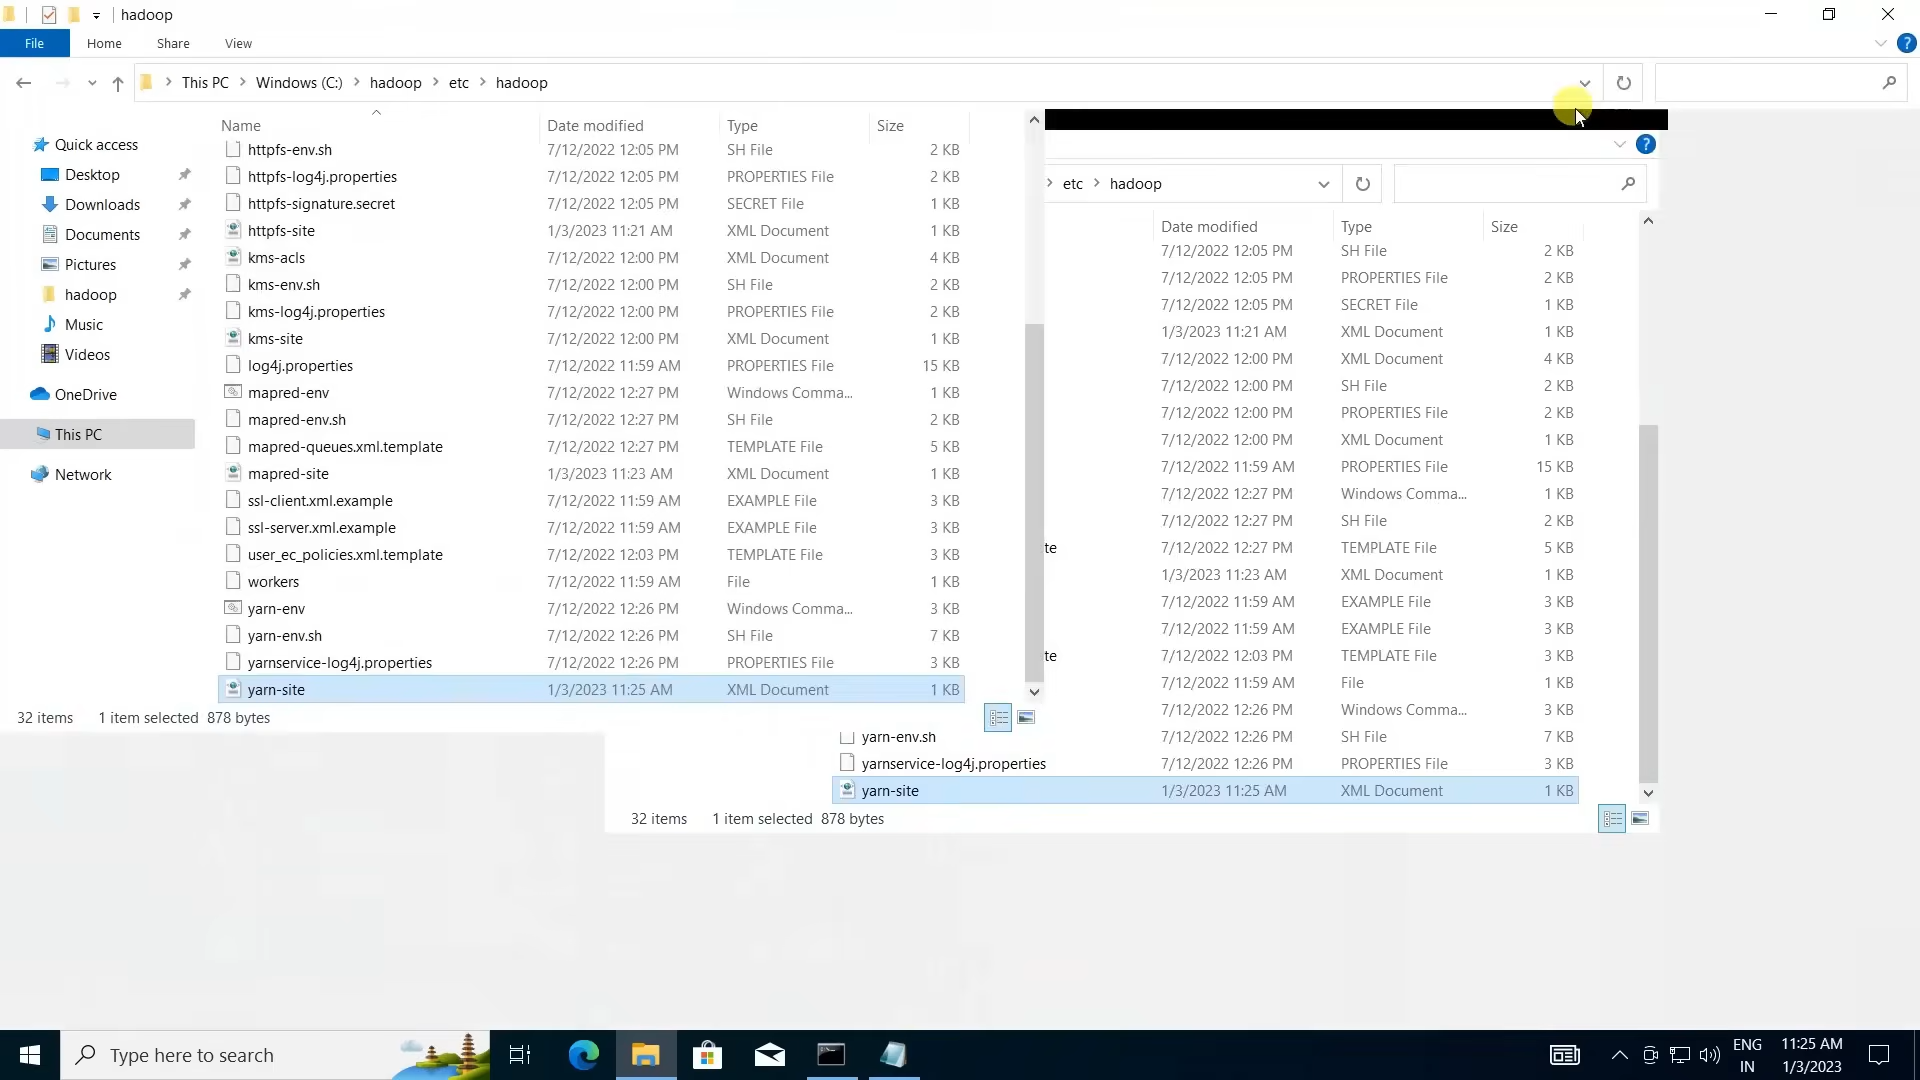 hadoop
File Home Share View ?
This PC Windows (C:) hadoop etc hadoop
Quick access
Desktop
Downloads
Documents
Pictures
hadoop
Music
Videos
OneDrive
This PC
Network
Name Date modified Type Size
httpfs-env.sh 7/12/2022 12:05 PM SH File 2 KB
httpfs-log4j.properties 7/12/2022 12:05 PM PROPERTIES File 2 KB
httpfs-signature.secret 7/12/2022 12:05 PM SECRET File 1 KB
httpfs-site 1/3/2023 11:21 AM XML Document 1 KB
kms-acls 7/12/2022 12:00 PM XML Document 4 KB
kms-env.sh 7/12/2022 12:00 PM SH File 2 KB
kms-log4j.properties 7/12/2022 12:00 PM PROPERTIES File 2 KB
kms-site 7/12/2022 12:00 PM XML Document 1 KB
log4j.properties 7/12/2022 11:59 AM PROPERTIES File 15 KB
mapred-env 7/12/2022 12:27 PM Windows Comma... 1 KB
mapred-env.sh 7/12/2022 12:27 PM SH File 2 KB
mapred-queues.xml.template 7/12/2022 12:27 PM TEMPLATE File 5 KB
mapred-site 1/3/2023 11:23 AM XML Document 1 KB
ssl-client.xml.example 7/12/2022 11:59 AM EXAMPLE File 3 KB
ssl-server.xml.example 7/12/2022 11:59 AM EXAMPLE File 3 KB
user_ec_policies.xml.template 7/12/2022 12:03 PM TEMPLATE File 3 KB
workers 7/12/2022 11:59 AM File 1 KB
yarn-env 7/12/2022 12:26 PM Windows Comma... 3 KB
yarn-env.sh 7/12/2022 12:26 PM SH File 7 KB
yarnservice-log4j.properties 7/12/2022 12:26 PM PROPERTIES File 3 KB
yarn-site 1/3/2023 11:25 AM XML Document 1 KB
32 items 1 item selected 878 bytes
?
etc hadoop
Date modified Type Size
7/12/2022 12:05 PM SH File 2 KB
7/12/2022 12:05 PM PROPERTIES File 2 KB
7/12/2022 12:05 PM SECRET File 1 KB
1/3/2023 11:21 AM XML Document 1 KB
7/12/2022 12:00 PM XML Document 4 KB
7/12/2022 12:00 PM SH File 2 KB
7/12/2022 12:00 PM PROPERTIES File 2 KB
7/12/2022 12:00 PM XML Document 1 KB
7/12/2022 11:59 AM PROPERTIES File 15 KB
7/12/2022 12:27 PM Windows Comma... 1 KB
7/12/2022 12:27 PM SH File 2 KB
te 7/12/2022 12:27 PM TEMPLATE File 5 KB
1/3/2023 11:23 AM XML Document 1 KB
7/12/2022 11:59 AM EXAMPLE File 3 KB
7/12/2022 11:59 AM EXAMPLE File 3 KB
te 7/12/2022 12:03 PM TEMPLATE File 3 KB
7/12/2022 11:59 AM File 1 KB
7/12/2022 12:26 PM Windows Comma... 3 KB
yarn-env.sh 7/12/2022 12:26 PM SH File 7 KB
yarnservice-log4j.properties 7/12/2022 12:26 PM PROPERTIES File 3 KB
yarn-site 1/3/2023 11:25 AM XML Document 1 KB
32 items 1 item selected 878 bytes
Type here to search
ENG
IN
11:25 AM
1/3/2023